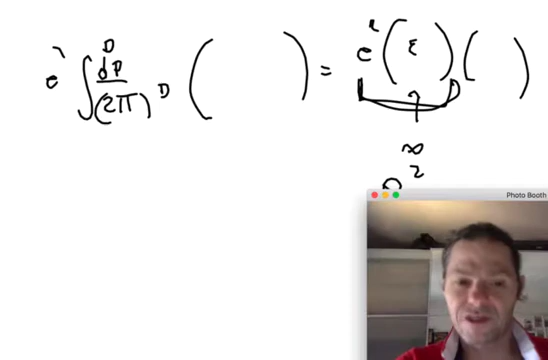 e ∫ d^D p / (2π)^D ( ) = e ( ε ) ( )
∞
2
Photo Booth